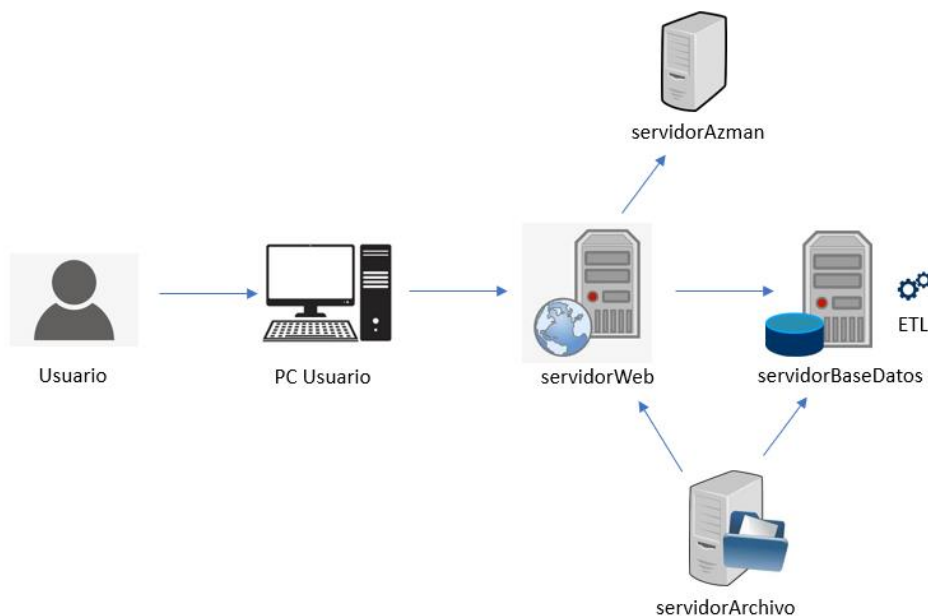 servidorAzman
ETL
Usuario
PC Usuario
servidorWeb
servidorBaseDatos
servidorArchivo